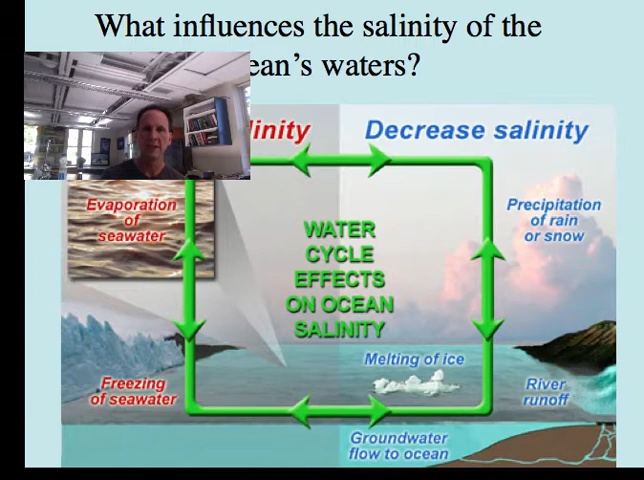 What influences the salinity of the
ean's waters?
linity
Decrease salinity
Evaporation
of
seawater
Precipitation
of rain
or snow
WATER
CYCLE
EFFECTS
ON OCEAN
SALINITY
Melting of ice
Freezing
of seawater
River
runoff
Groundwater
flow to ocean